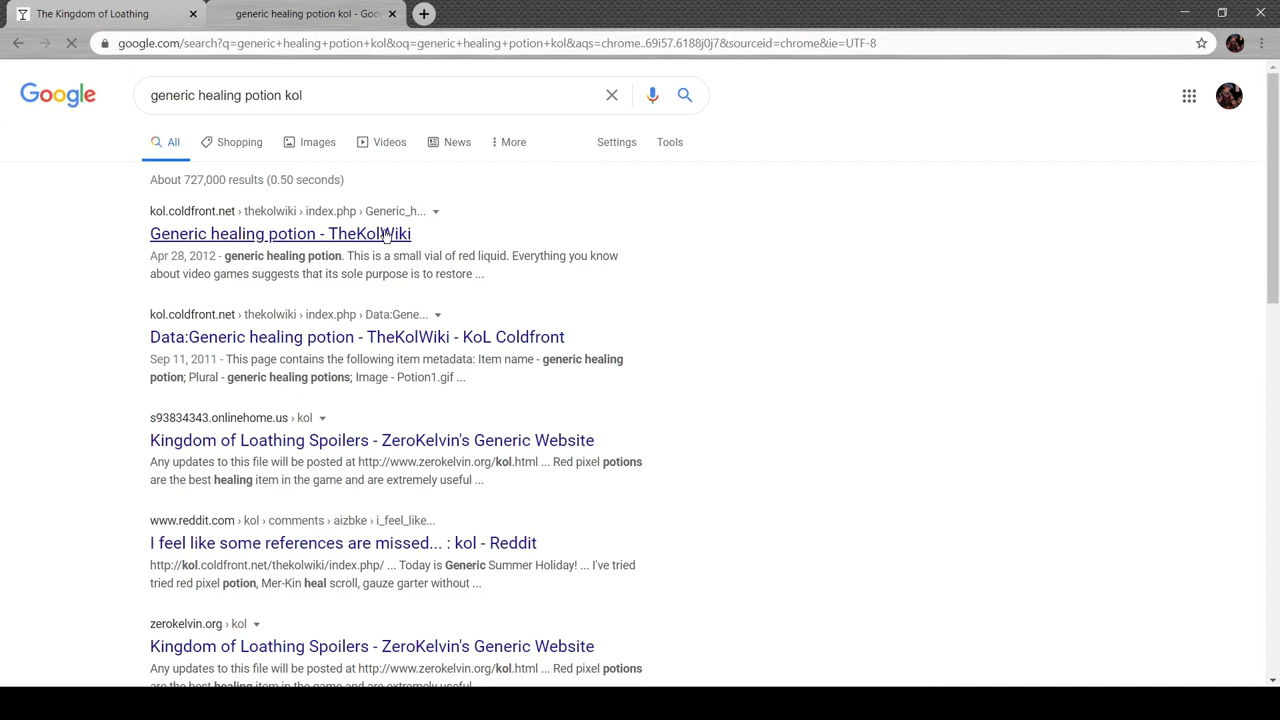 The Kingdom of Loathing
generic healing potion kol - Goo
google.com/search?q=generic+healing+potion+kol&oq=generic+healing+potion+kol&aqs=chrome..69i57.6188j0j7&sourceid=chrome&ie=UTF-8
Google
generic healing potion kol
All Shopping Images Videos News More Settings Tools
About 727,000 results (0.50 seconds)
kol.coldfront.net › thekolwiki › index.php › Generic_h...
Generic healing potion - TheKolWiki
Apr 28, 2012 - generic healing potion. This is a small vial of red liquid. Everything you know
about video games suggests that its sole purpose is to restore ...
kol.coldfront.net › thekolwiki › index.php › Data:Gene...
Data:Generic healing potion - TheKolWiki - KoL Coldfront
Sep 11, 2011 - This page contains the following item metadata: Item name - generic healing
potion; Plural - generic healing potions; Image - Potion1.gif ...
s93834343.onlinehome.us › kol
Kingdom of Loathing Spoilers - ZeroKelvin's Generic Website
Any updates to this file will be posted at http://www.zerokelvin.org/kol.html ... Red pixel potions
are the best healing item in the game and are extremely useful ...
www.reddit.com › kol › comments › aizbke › i_feel_like...
I feel like some references are missed... : kol - Reddit
http://kol.coldfront.net/thekolwiki/index.php/ ... Today is Generic Summer Holiday! ... I've tried
tried red pixel potion, Mer-Kin heal scroll, gauze garter without ...
zerokelvin.org › kol
Kingdom of Loathing Spoilers - ZeroKelvin's Generic Website
Any updates to this file will be posted at http://www.zerokelvin.org/kol.html ... Red pixel potions
are the best healing item in the game and are extremely useful